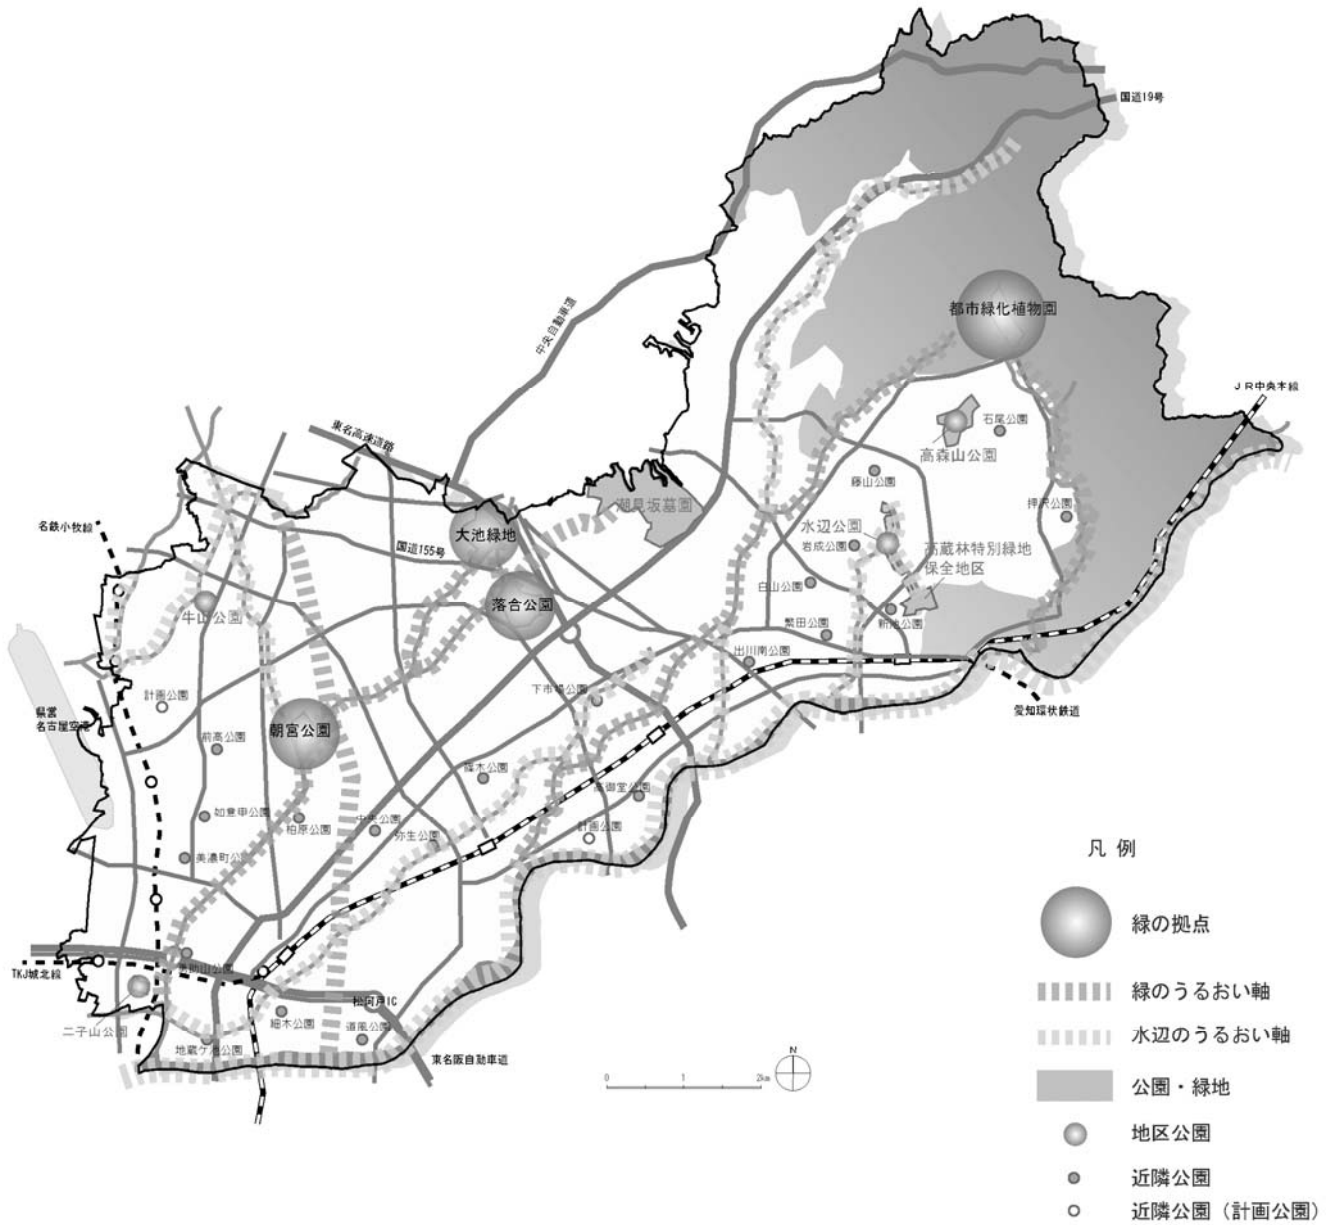 国道19号
都市緑化植物園
中央自動車道
JR中央本線
石尾公園
高森山公園
東名高速道路
藤山公園
潮見坂墓園
坪沢公園
名鉄小牧線
大池緑地
水辺公園
国道155号
岩成公園
高蔵林特別緑地
保全地区
白山公園
落合公園
牛山公園
新池公園
繁田公園
出川南公園
下市場公園
計画公園
県営
名古屋空港
愛知環状鉄道
朝宮公園
前高公園
篠木公園
高御堂公園
如意申公園
柏原公園
中央公園
弥生公園
計画公園
凡 例
美濃町公
緑の拠点
助山公園
TKJ城北線
緑のうるおい軸
松河戸IC
細木公園
道風公園
二子山公園
水辺のうるおい軸
地蔵ケ池公園
東名阪自動車道
N
0 1 2km
公園・緑地
地区公園
近隣公園
近隣公園（計画公園）